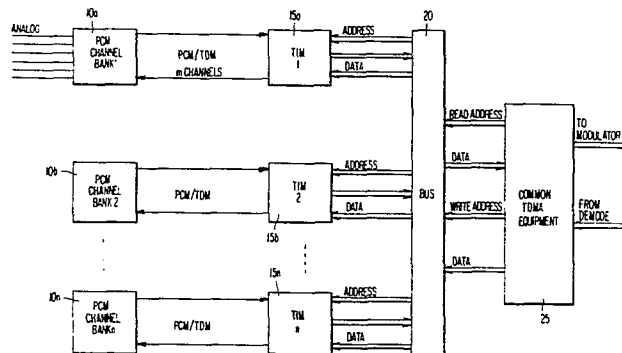 10a
15a
20
ANALOG
PCM
CHANNEL
BANK
PCM/TDM
m CHANNELS
TIM
1
ADDRESS
DATA
READ ADDRESS
TO
MODULATOR
10b
PCM
CHANNEL
BANK 2
PCM/TDM
TIM
2
15b
ADDRESS
DATA
BUS
DATA
WRITE ADDRESS
DATA
COMMON
TDMA
EQUIPMENT
FROM
DEMODE
25
10n
PCM
CHANNEL
BANK n
PCM/TDM
15n
TIM
ADDRESS
DATA